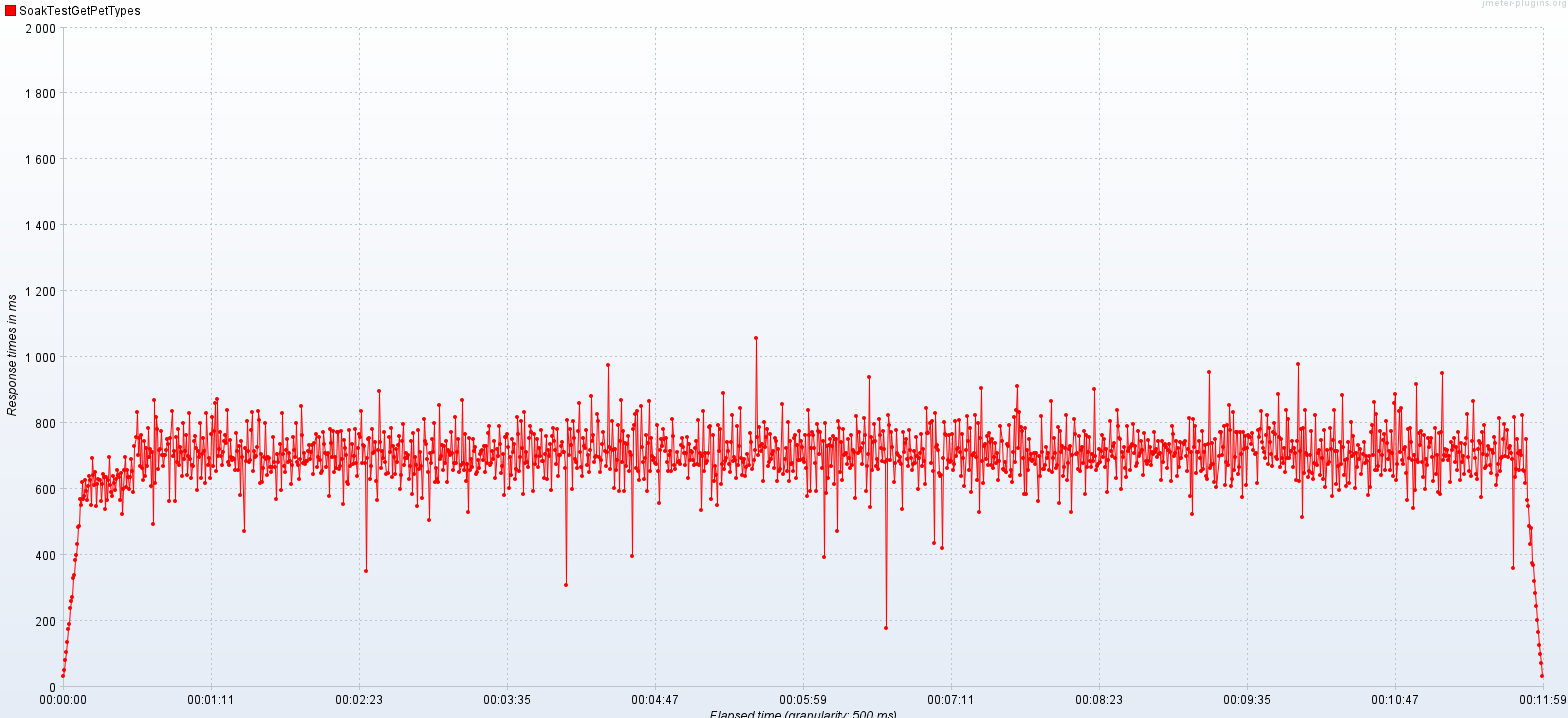 SoakTestGetPetTypes
jmeter-plugins.org
2 000
1 800
1 600
1 400
1 200
1 000
800
600
400
200
0
Response times in ms
00:00:00 00:01:11 00:02:23 00:03:35 00:04:47 00:05:59 00:07:11 00:08:23 00:09:35 00:10:47 00:11:59
Elapsed time (granularity: 500 ms)